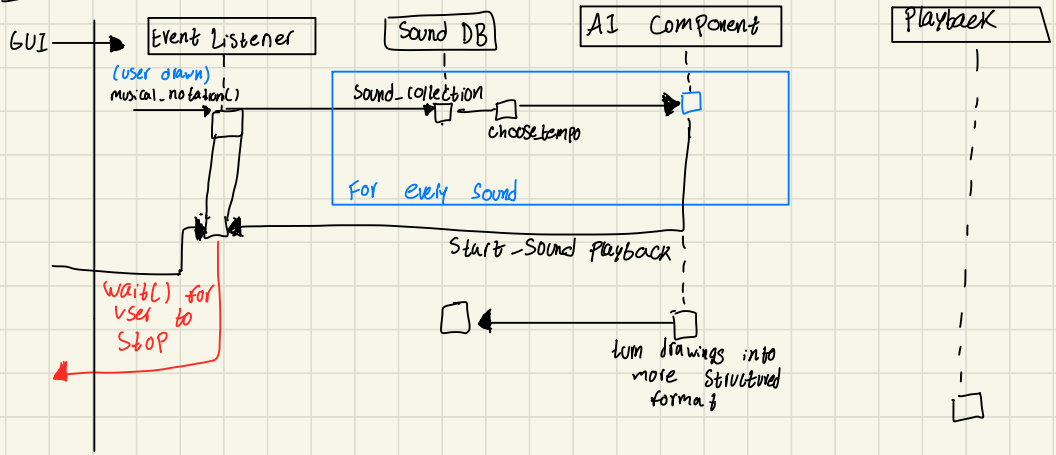 GUI
Event Listener
Sound DB
AI Component
Playback
(user drawn)
musical_notation()
Sound_collection
choose_tempo
For every Sound
Start_Sound Playback
wait() for
user to
Stop
turn drawings into
more structured
format